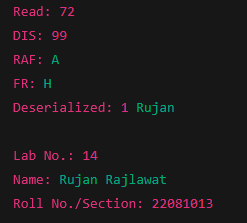 Read: 72
DIS: 99
RAF: A
FR: H
Deserialized: 1 Rujan
Lab No.: 14
Name: Rujan Rajlawat
Roll No./Section: 22081013